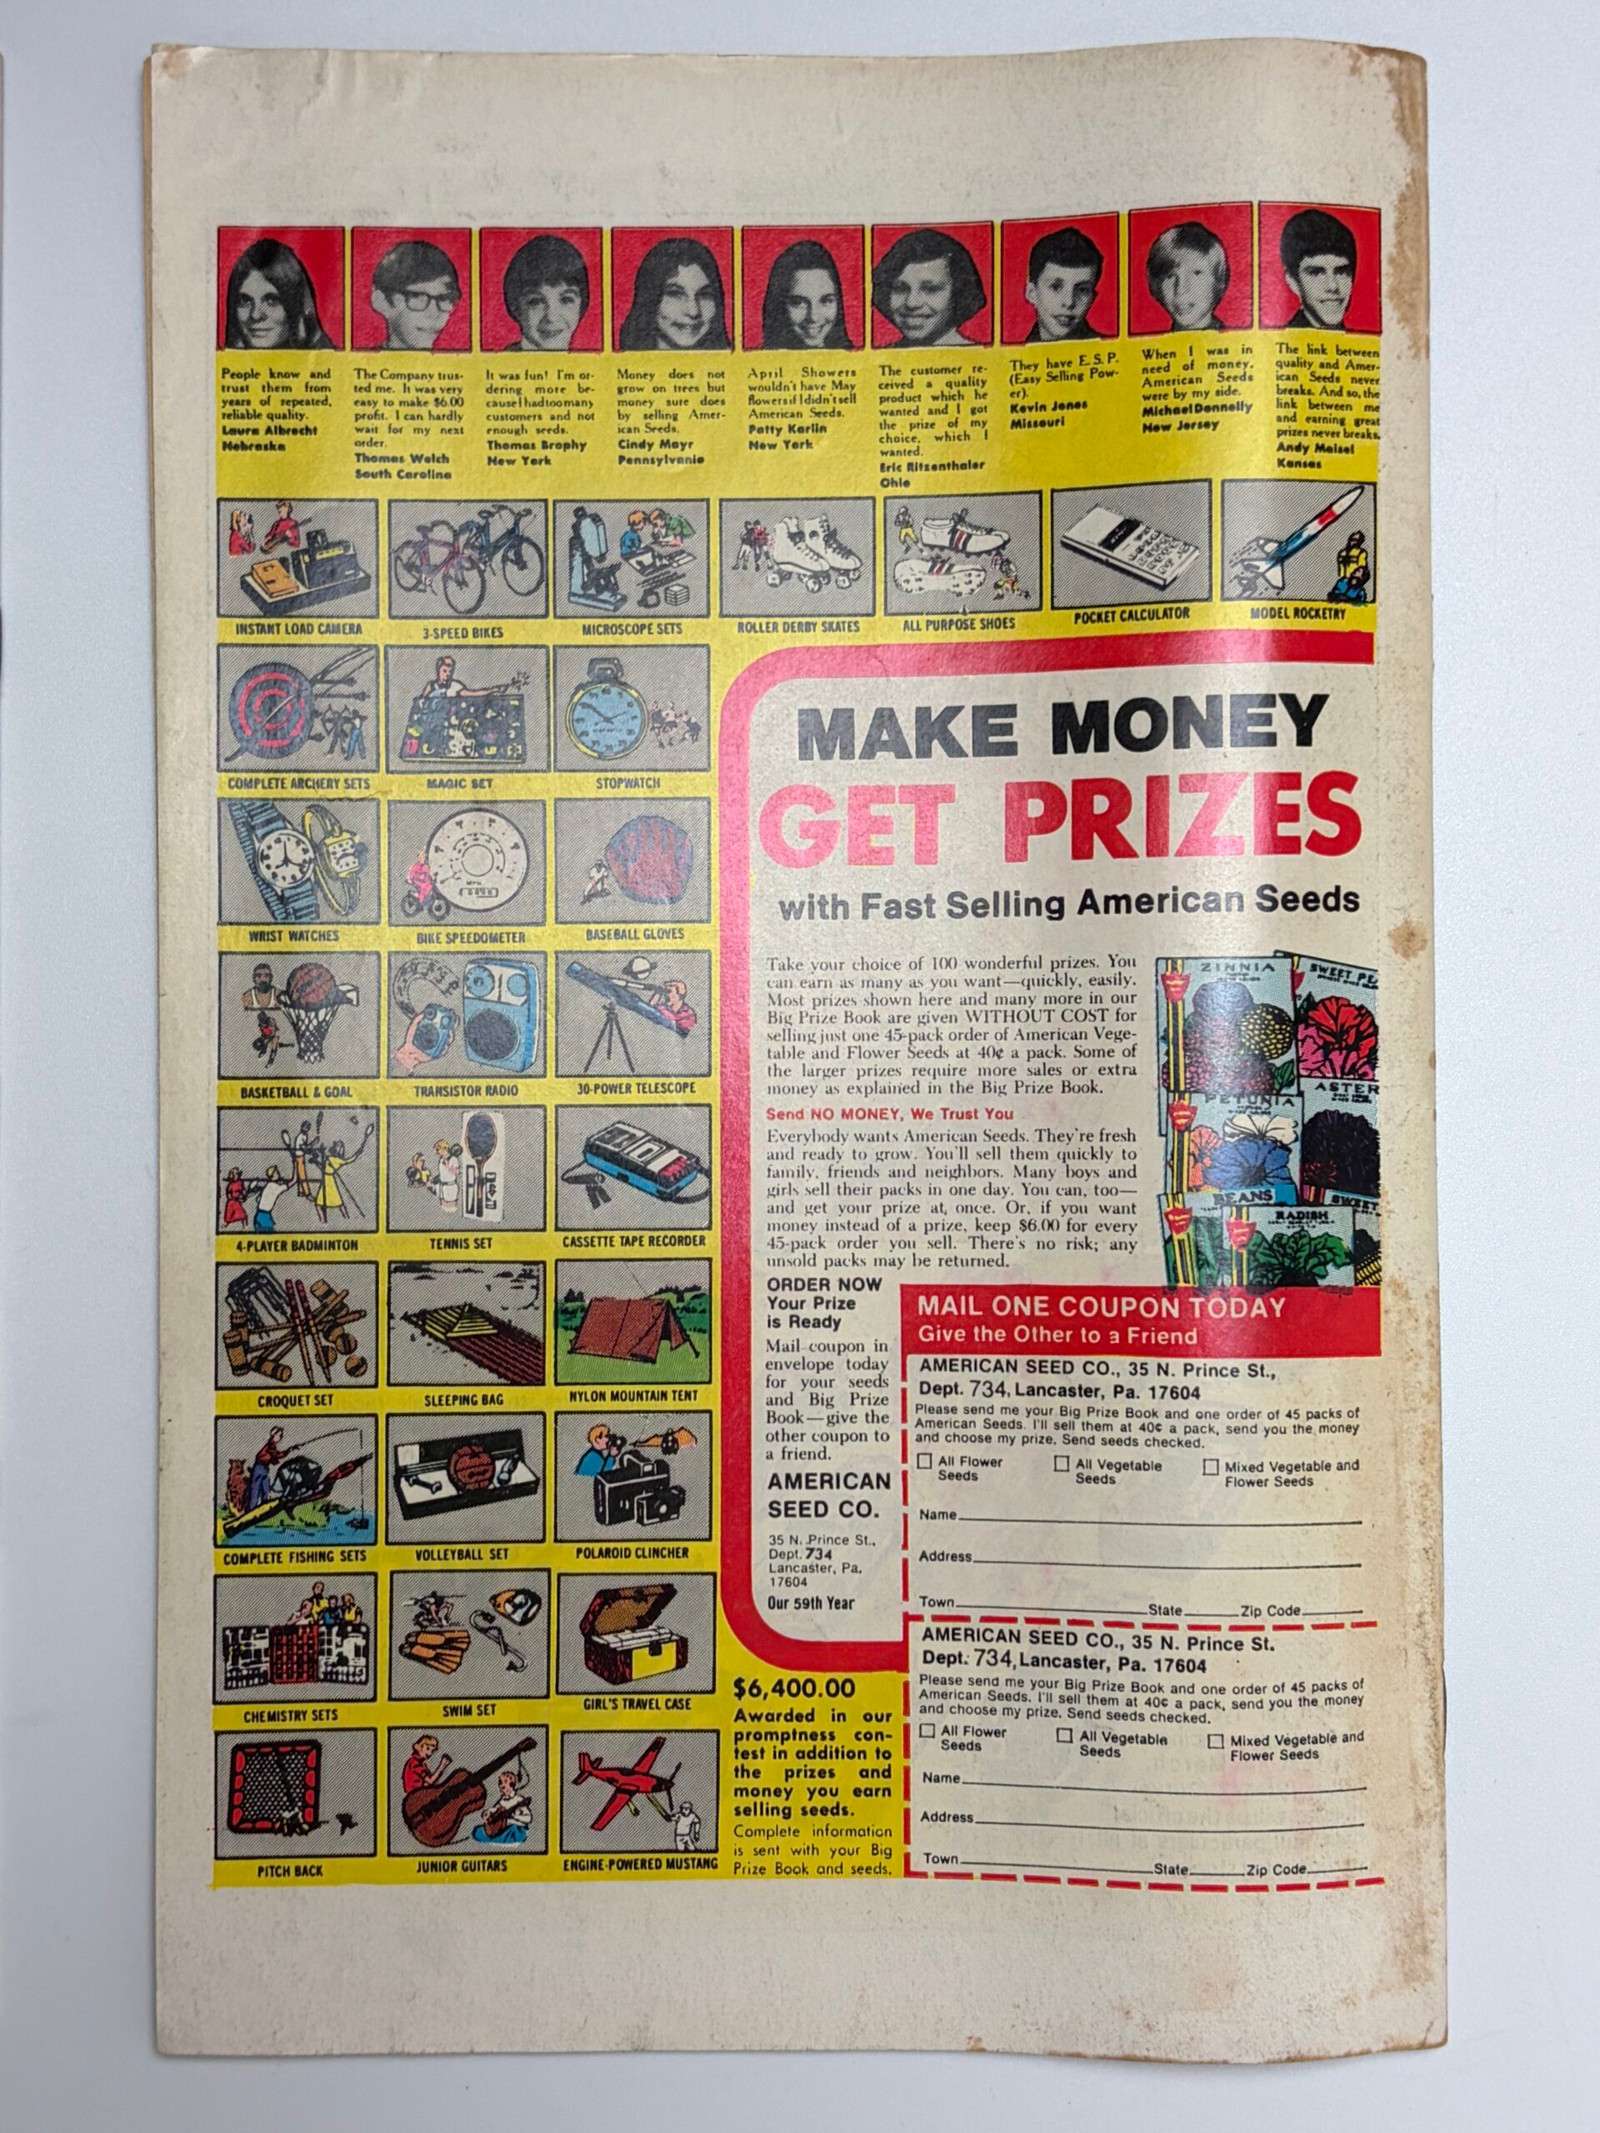 People know and
trust them from
years of repeated,
reliable quality.
Laura Albrecht
Nebraska
The Company trus-
ted me. It was very
easy to make $6.00
profit. I can hardly
wait for my next
order.
Thomas Welch
South Carolina
It was fun! I'm or-
dering more be-
cause I had too many
customers and not
enough seeds.
Thomas Brophy
New York
Money does not
grow on trees but
money sure does
by selling Amer-
ican Seeds.
Cindy Mayr
Pennsylvania
April Showers
wouldn't have May
flowers if I didn't sell
American Seeds.
Patty Karlin
New York
The customer re-
ceived a quality
product which he
wanted and I got
the prize of my
choice, which I
wanted.
Eric Ritzenthaler
Ohio
They have E.S.P.
(Easy Selling Pow-
er).
Kevin Jones
Missouri
When I was in
need of money,
American Seeds
were by my side.
Michael Donnelly
New Jersey
The link between
quality and Amer-
ican Seeds never
breaks. And so, the
link between me
and earning great
prizes never breaks.
Andy Maisel
Kansas
INSTANT LOAD CAMERA
3-SPEED BIKES
MICROSCOPE SETS
ROLLER DERBY SKATES
ALL PURPOSE SHOES
POCKET CALCULATOR
MODEL ROCKETRY
COMPLETE ARCHERY SETS
MAGIC SET
STOPWATCH
WRIST WATCHES
BIKE SPEEDOMETER
BASEBALL GLOVES
BASKETBALL & GOAL
TRANSISTOR RADIO
30-POWER TELESCOPE
4-PLAYER BADMINTON
TENNIS SET
CASSETTE TAPE RECORDER
CROQUET SET
SLEEPING BAG
NYLON MOUNTAIN TENT
COMPLETE FISHING SETS
VOLLEYBALL SET
POLAROID CLINCHER
CHEMISTRY SETS
SWIM SET
GIRL'S TRAVEL CASE
PITCH BACK
JUNIOR GUITARS
ENGINE-POWERED MUSTANG
MAKE MONEY
GET PRIZES
with Fast Selling American Seeds
Take your choice of 100 wonderful prizes. You
can earn as many as you want—quickly, easily.
Most prizes shown here and many more in our
Big Prize Book are given WITHOUT COST for
selling just one 45-pack order of American Vege-
table and Flower Seeds at 40¢ a pack. Some of
the larger prizes require more sales or extra
money as explained in the Big Prize Book.
Send NO MONEY, We Trust You
Everybody wants American Seeds. They're fresh
and ready to grow. You'll sell them quickly to
family, friends and neighbors. Many boys and
girls sell their packs in one day. You can, too—
and get your prize at once. Or, if you want
money instead of a prize, keep $6.00 for every
45-pack order you sell. There's no risk; any
unsold packs may be returned.
ZINNIA
SWEET PE
ASTER
PETUNIA
BEANS
SWEET
RADISH
ORDER NOW
Your Prize
is Ready
Mail coupon in
envelope today
for your seeds
and Big Prize
Book—give the
other coupon to
a friend.
AMERICAN
SEED CO.
35 N. Prince St.,
Dept. 734
Lancaster, Pa.
17604
Our 59th Year
MAIL ONE COUPON TODAY
Give the Other to a Friend
AMERICAN SEED CO., 35 N. Prince St.,
Dept. 734, Lancaster, Pa. 17604
Please send me your Big Prize Book and one order of 45 packs of
American Seeds. I'll sell them at 40¢ a pack, send you the money
and choose my prize. Send seeds checked.
All Flower Seeds
All Vegetable Seeds
Mixed Vegetable and Flower Seeds
Name
Address
Town State Zip Code
AMERICAN SEED CO., 35 N. Prince St.
Dept. 734, Lancaster, Pa. 17604
Please send me your Big Prize Book and one order of 45 packs of
American Seeds. I'll sell them at 40¢ a pack, send you the money
and choose my prize. Send seeds checked.
All Flower Seeds
All Vegetable Seeds
Mixed Vegetable and Flower Seeds
Name
Address
Town State Zip Code
$6,400.00
Awarded in our
promptness con-
test in addition to
the prizes and
money you earn
selling seeds.
Complete information
is sent with your Big
Prize Book and seeds.